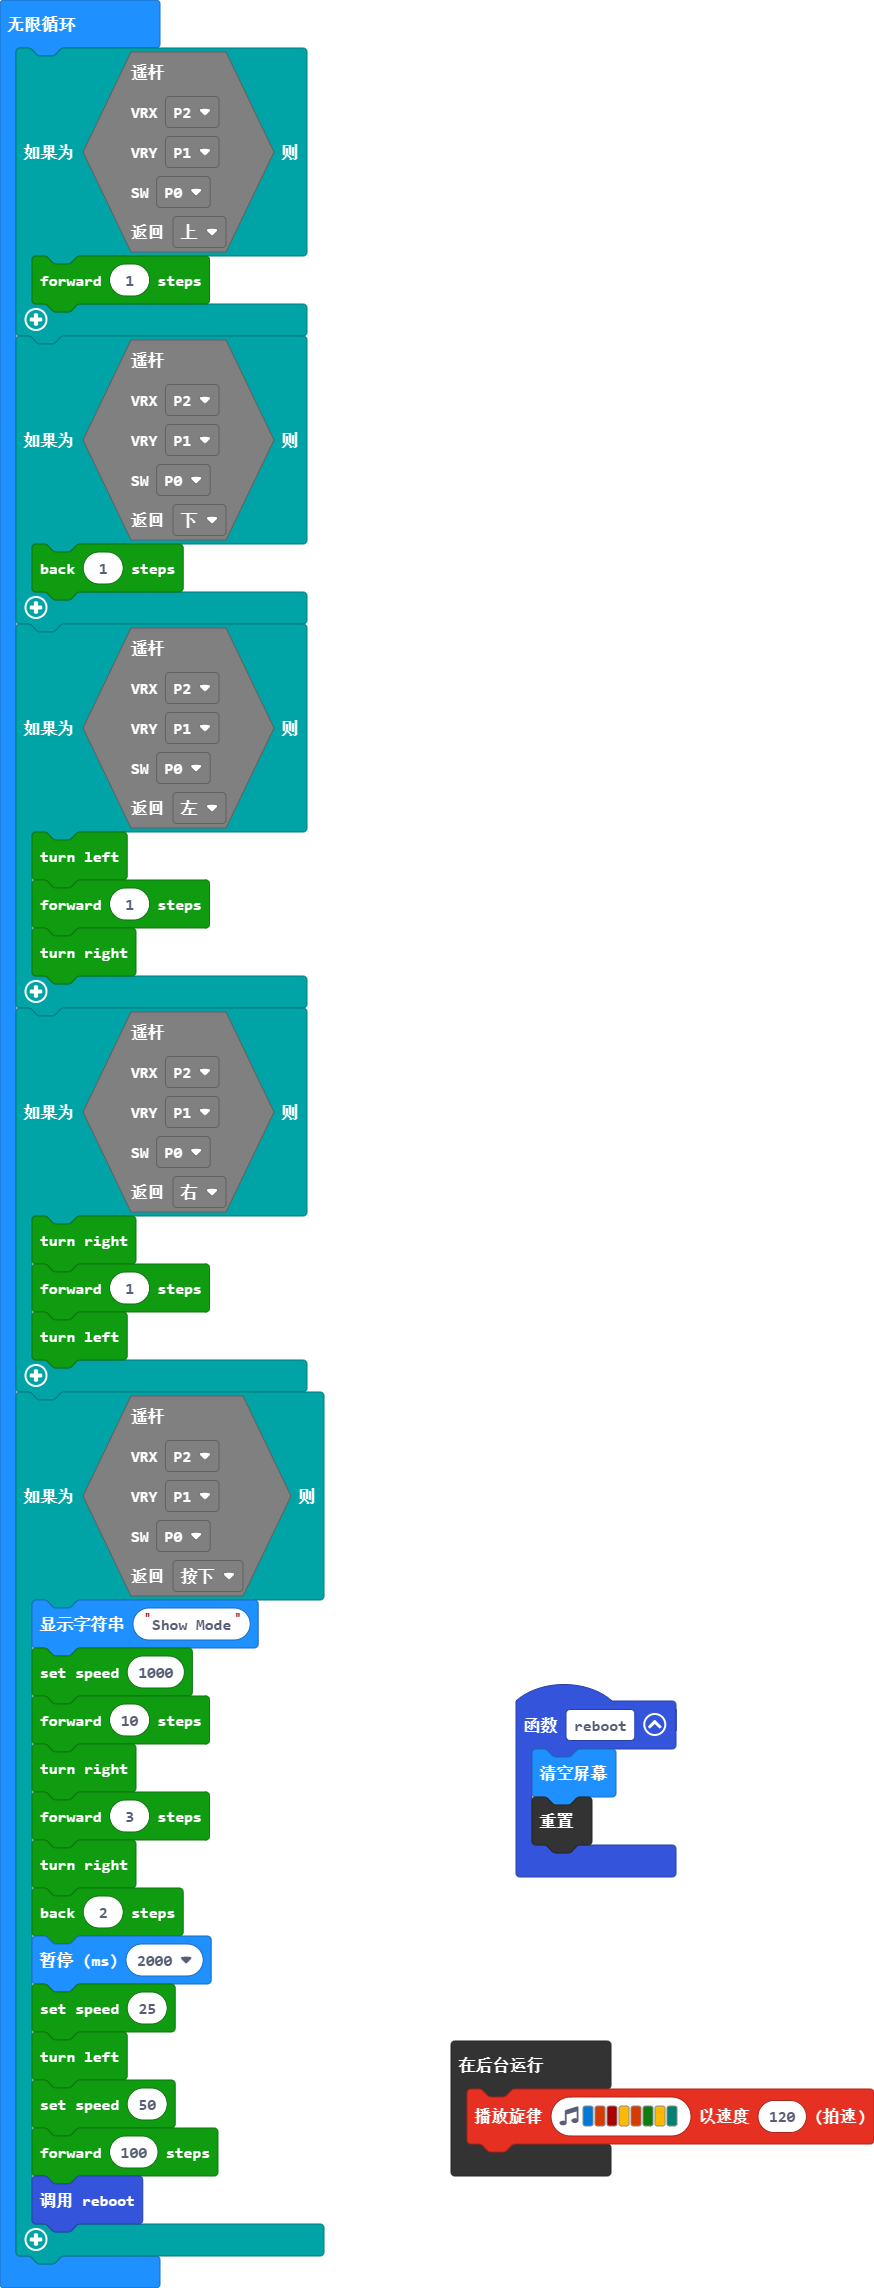 无限循环
遥杆
VRX P2
如果为 VRY P1 则
SW P0
返回 上
forward 1 steps
遥杆
VRX P2
如果为 VRY P1 则
SW P0
返回 下
back 1 steps
遥杆
VRX P2
如果为 VRY P1 则
SW P0
返回 左
turn left
forward 1 steps
turn right
遥杆
VRX P2
如果为 VRY P1 则
SW P0
返回 右
turn right
forward 1 steps
turn left
遥杆
VRX P2
如果为 VRY P1 则
SW P0
返回 按下
显示字符串 "Show Mode"
set speed 1000
forward 10 steps
turn right
forward 3 steps
turn right
back 2 steps
暂停 (ms) 2000
set speed 25
turn left
set speed 50
forward 100 steps
调用 reboot
函数 reboot
清空屏幕
重置
在后台运行
播放旋律 以速度 120 (拍速)